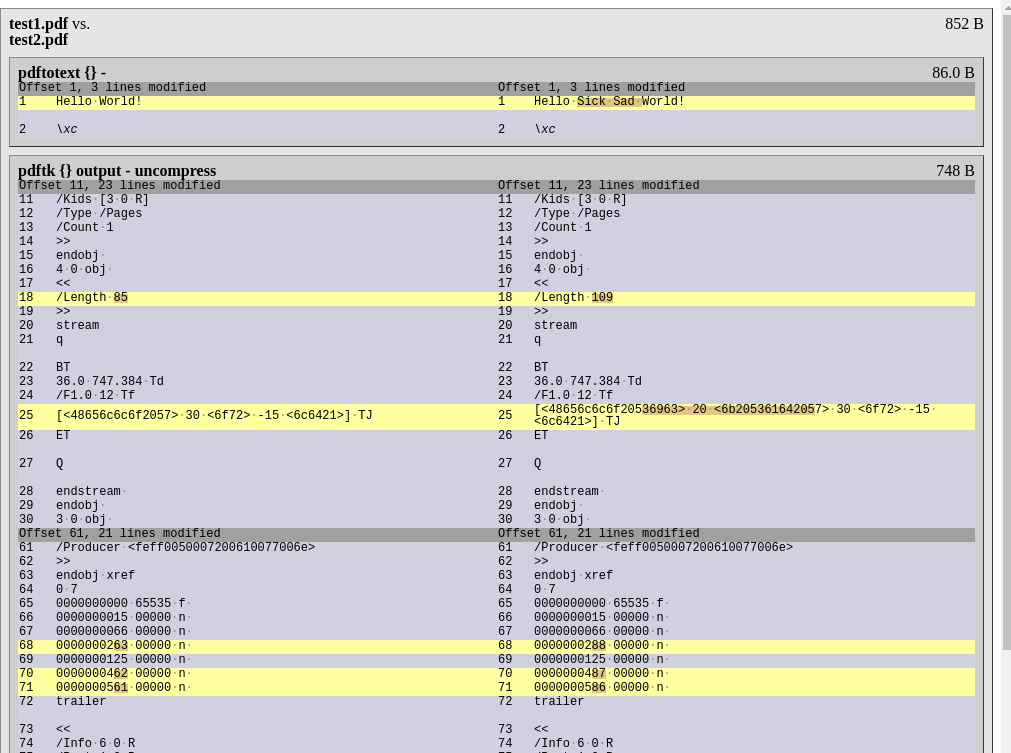 test1.pdf vs. 852 B
test2.pdf
pdftotext {} - 86.0 B
Offset 1, 3 lines modified Offset 1, 3 lines modified
1 Hello·World! 1 Hello·Sick·Sad·World!
2 \xc 2 \xc
pdftk {} output - uncompress 748 B
Offset 11, 23 lines modified Offset 11, 23 lines modified
11 /Kids·[3·0·R] 11 /Kids·[3·0·R]
12 /Type·/Pages 12 /Type·/Pages
13 /Count·1 13 /Count·1
14 >> 14 >>
15 endobj· 15 endobj·
16 4·0·obj· 16 4·0·obj·
17 << 17 <<
18 /Length·85 18 /Length·109
19 >> 19 >>
20 stream 20 stream
21 q 21 q
22 BT 22 BT
23 36.0·747.384·Td 23 36.0·747.384·Td
24 /F1.0·12·Tf 24 /F1.0·12·Tf
25 [<48656c6c6f2057>·30·<6f72>·-15·<6c6421>]·TJ 25 [<48656c6c6f20536963>·20·<6b205361642057>·30·<6f72>·-15·
<6c6421>]·TJ
26 ET 26 ET
27 Q 27 Q
28 endstream· 28 endstream·
29 endobj· 29 endobj·
30 3·0·obj· 30 3·0·obj·
Offset 61, 21 lines modified Offset 61, 21 lines modified
61 /Producer·<feff0050007200610077006e> 61 /Producer·<feff0050007200610077006e>
62 >> 62 >>
63 endobj·xref 63 endobj·xref
64 0·7 64 0·7
65 0000000000·65535·f· 65 0000000000·65535·f·
66 0000000015·00000·n· 66 0000000015·00000·n·
67 0000000066·00000·n· 67 0000000066·00000·n·
68 0000000263·00000·n· 68 0000000288·00000·n·
69 0000000125·00000·n· 69 0000000125·00000·n·
70 0000000462·00000·n· 70 0000000487·00000·n·
71 0000000561·00000·n· 71 0000000586·00000·n·
72 trailer 72 trailer
73 << 73 <<
74 /Info·6·0·R 74 /Info·6·0·R